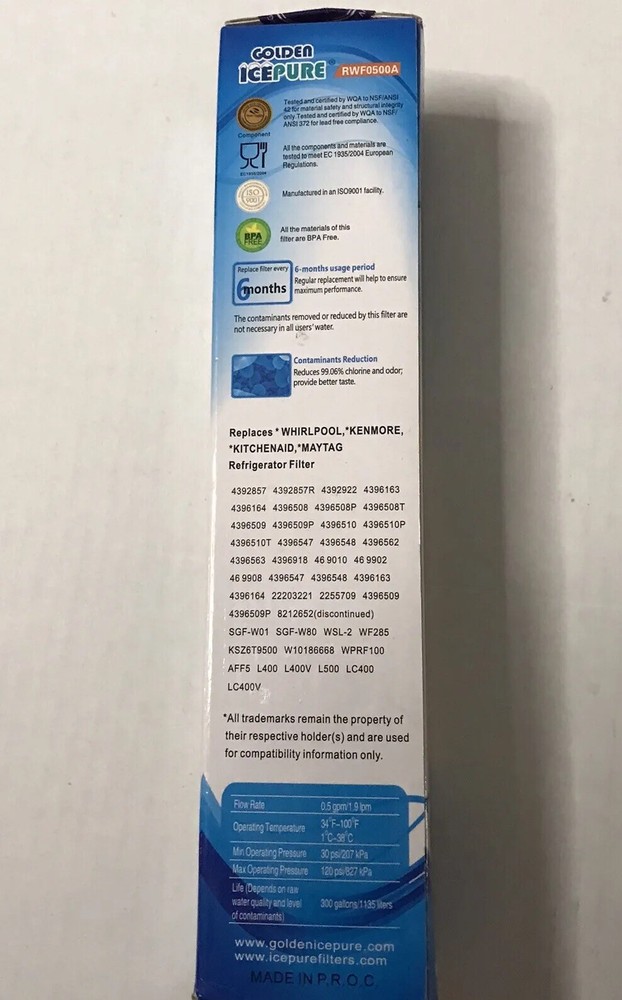 GOLDEN
ICEPURE® RWF0500A
Tested and certified by WQA to NSF/ANSI
42 for material safety and structural integrity
only. Tested and certified by WQA to NSF/
ANSI 372 for lead free compliance.
Component
All the components and materials are
tested to meet EC 1935/2004 European
Regulations.
EC1935/2004
ISO
9001
Manufactured in an ISO9001 facility.
BPA
FREE
All the materials of this
filter are BPA Free.
Replace filter every
6 months
6-months usage period
Regular replacement will help to ensure
maximum performance.
The contaminants removed or reduced by this filter are
not necessary in all users' water.
Contaminants Reduction
Reduces 99.06% chlorine and odor;
provide better taste.
Replaces * WHIRLPOOL,*KENMORE,
*KITCHENAID,*MAYTAG
Refrigerator Filter
4392857 4392857R 4392922 4396163
4396164 4396508 4396508P 4396508T
4396509 4396509P 4396510 4396510P
4396510T 4396547 4396548 4396562
4396563 4396918 46 9010 46 9902
46 9908 4396547 4396548 4396163
4396164 22203221 2255709 4396509
4396509P 8212652(discontinued)
SGF-W01 SGF-W80 WSL-2 WF285
KSZ6T9500 W10186668 WPRF100
AFF5 L400 L400V L500 LC400
LC400V
*All trademarks remain the property of
their respective holder(s) and are used
for compatibility information only.
Flow Rate 0.5 gpm/1.9 lpm
Operating Temperature 34°F-100°F
1°C-38°C
Min Operating Pressure 30 psi/207 kPa
Max Operating Pressure 120 psi/827 kPa
Life (Depends on raw
water quality and level 300 gallons/1135 liters
of contaminants)
www.goldenicepure.com
www.icepurefilters.com
MADE IN P.R.O.C